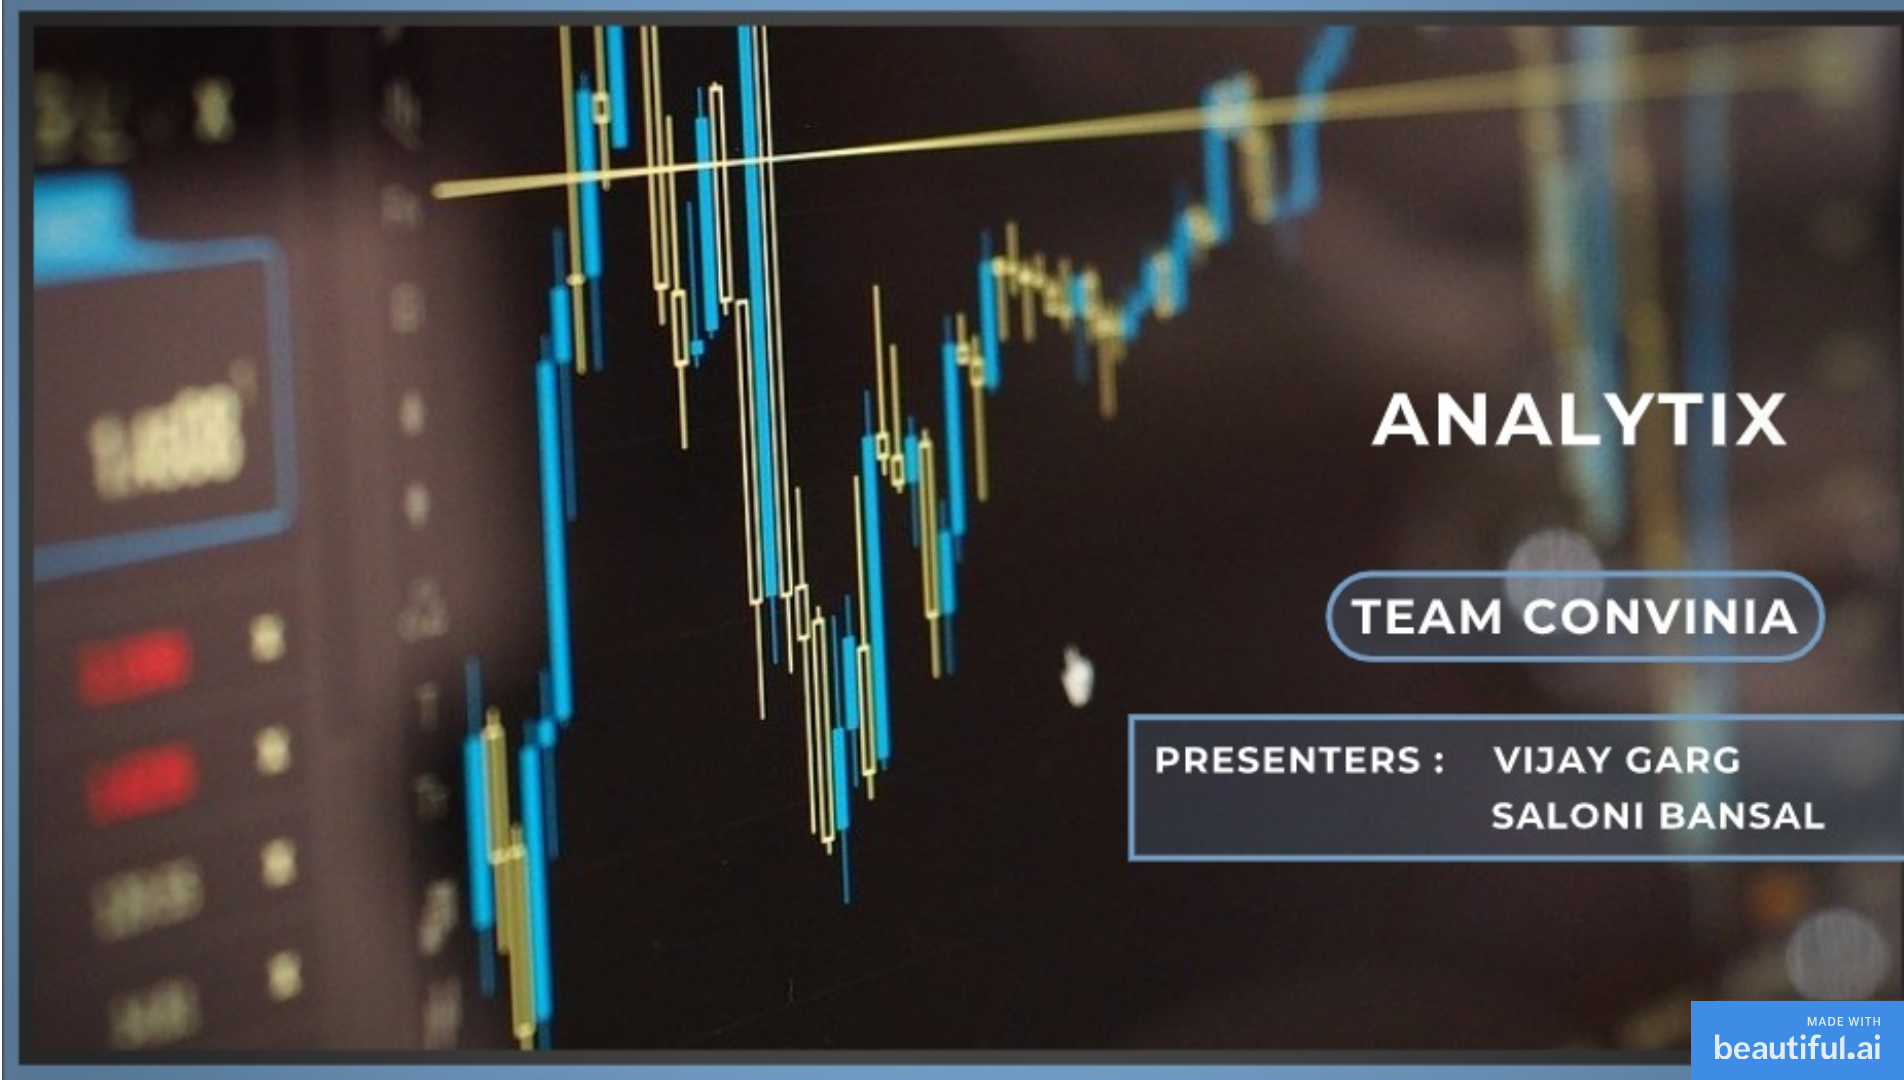 ANALYTIX
TEAM CONVINIA
PRESENTERS : VIJAY GARG
SALONI BANSAL
MADE WITH
beautiful.ai